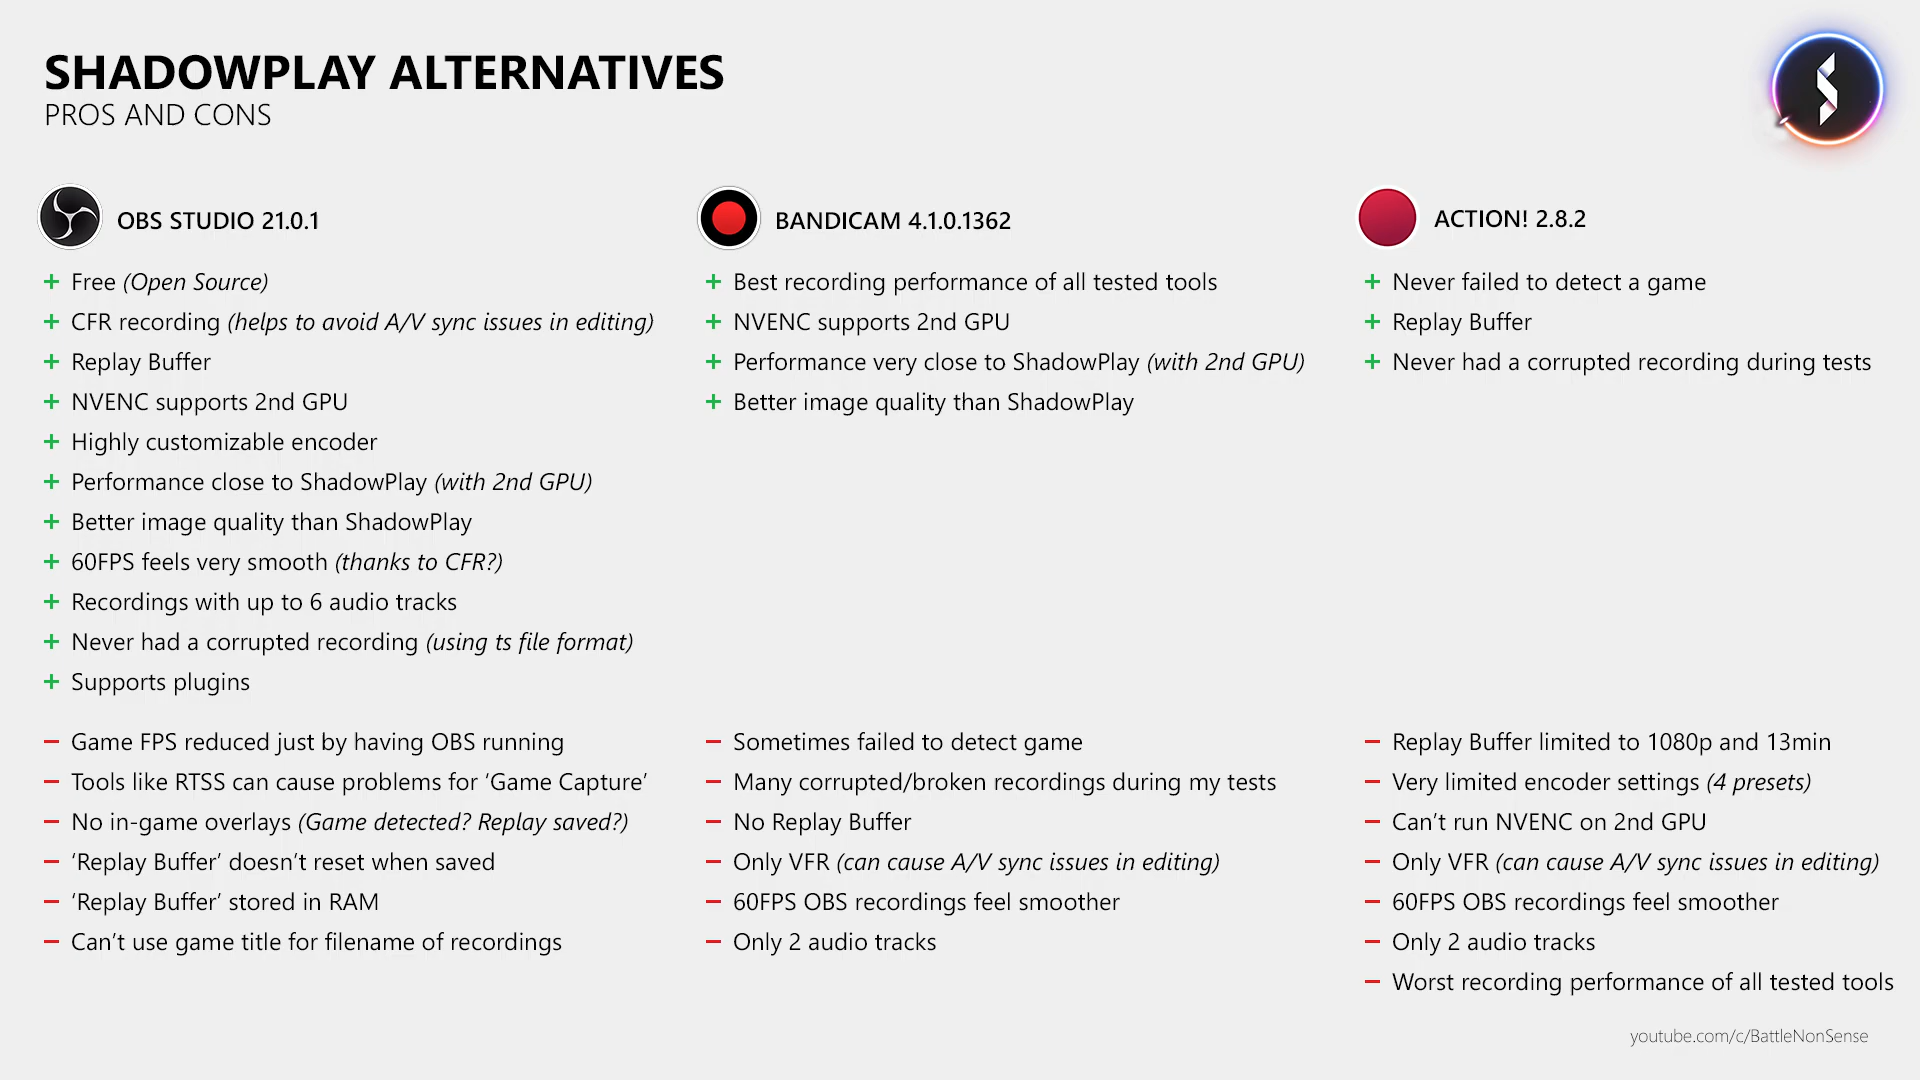 SHADOWPLAY ALTERNATIVES
PROS AND CONS
OBS STUDIO 21.0.1
+ Free (Open Source)
+ CFR recording (helps to avoid A/V sync issues in editing)
+ Replay Buffer
+ NVENC supports 2nd GPU
+ Highly customizable encoder
+ Performance close to ShadowPlay (with 2nd GPU)
+ Better image quality than ShadowPlay
+ 60FPS feels very smooth (thanks to CFR?)
+ Recordings with up to 6 audio tracks
+ Never had a corrupted recording (using ts file format)
+ Supports plugins
– Game FPS reduced just by having OBS running
– Tools like RTSS can cause problems for ‘Game Capture’
– No in-game overlays (Game detected? Replay saved?)
– ‘Replay Buffer’ doesn’t reset when saved
– ‘Replay Buffer’ stored in RAM
– Can’t use game title for filename of recordings
BANDICAM 4.1.0.1362
+ Best recording performance of all tested tools
+ NVENC supports 2nd GPU
+ Performance very close to ShadowPlay (with 2nd GPU)
+ Better image quality than ShadowPlay
– Sometimes failed to detect game
– Many corrupted/broken recordings during my tests
– No Replay Buffer
– Only VFR (can cause A/V sync issues in editing)
– 60FPS OBS recordings feel smoother
– Only 2 audio tracks
ACTION! 2.8.2
+ Never failed to detect a game
+ Replay Buffer
+ Never had a corrupted recording during tests
– Replay Buffer limited to 1080p and 13min
– Very limited encoder settings (4 presets)
– Can’t run NVENC on 2nd GPU
– Only VFR (can cause A/V sync issues in editing)
– 60FPS OBS recordings feel smoother
– Only 2 audio tracks
– Worst recording performance of all tested tools
youtube.com/c/BattleNonSense